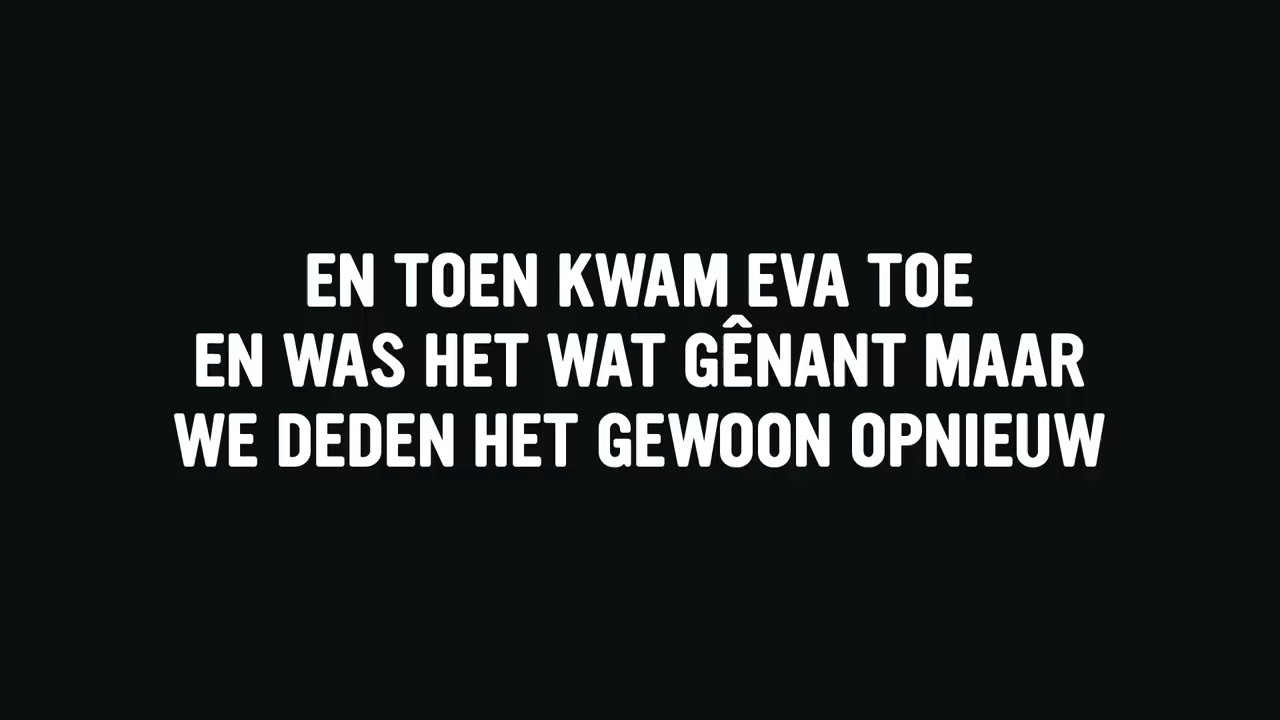 EN TOEN KWAM EVA TOE
EN WAS HET WAT GÊNANT MAAR
WE DEDEN HET GEWOON OPNIEUW